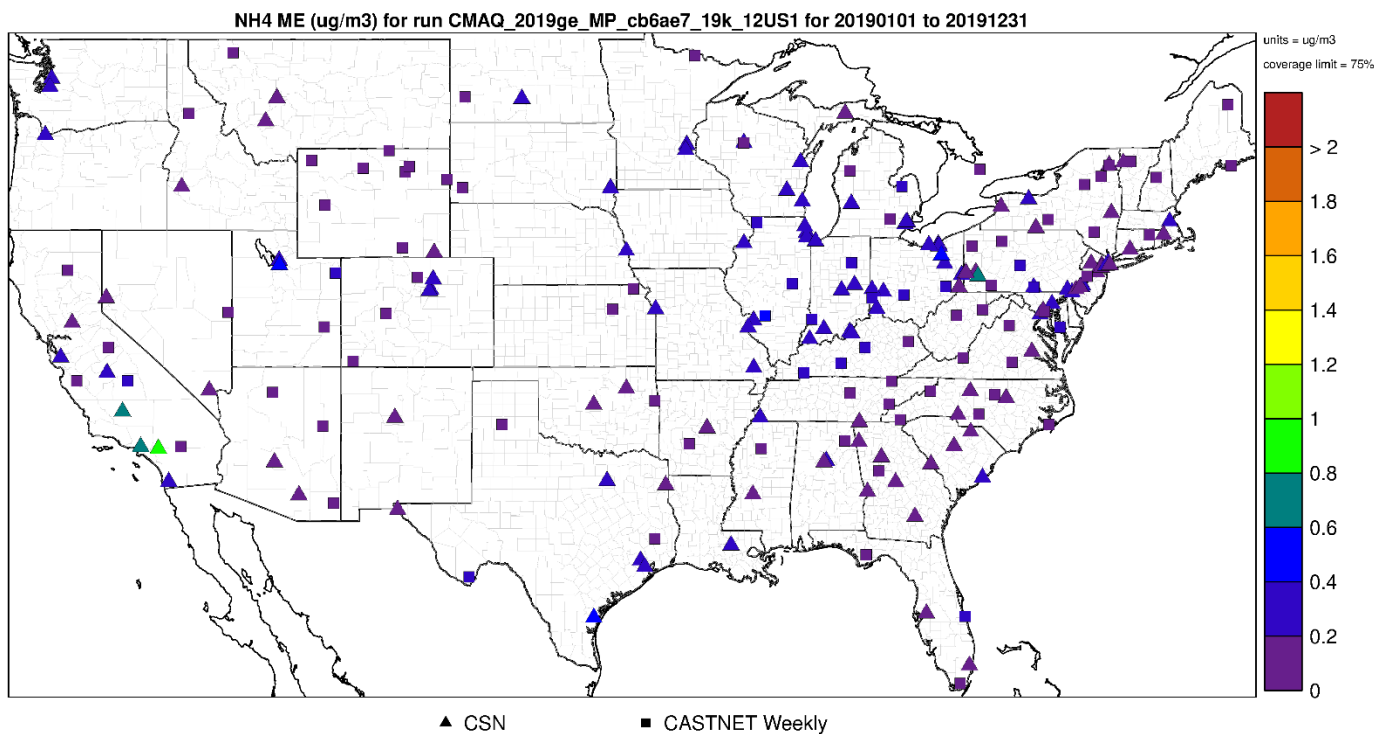 NH4 ME (ug/m3) for run CMAQ_2019ge_MP_cb6ae7_19k_12US1 for 20190101 to 20191231
units = ug/m3
coverage limit = 75%
> 2
1.8
1.6
1.4
1.2
1
0.8
0.6
0.4
0.2
0
CSN
CASTNET Weekly